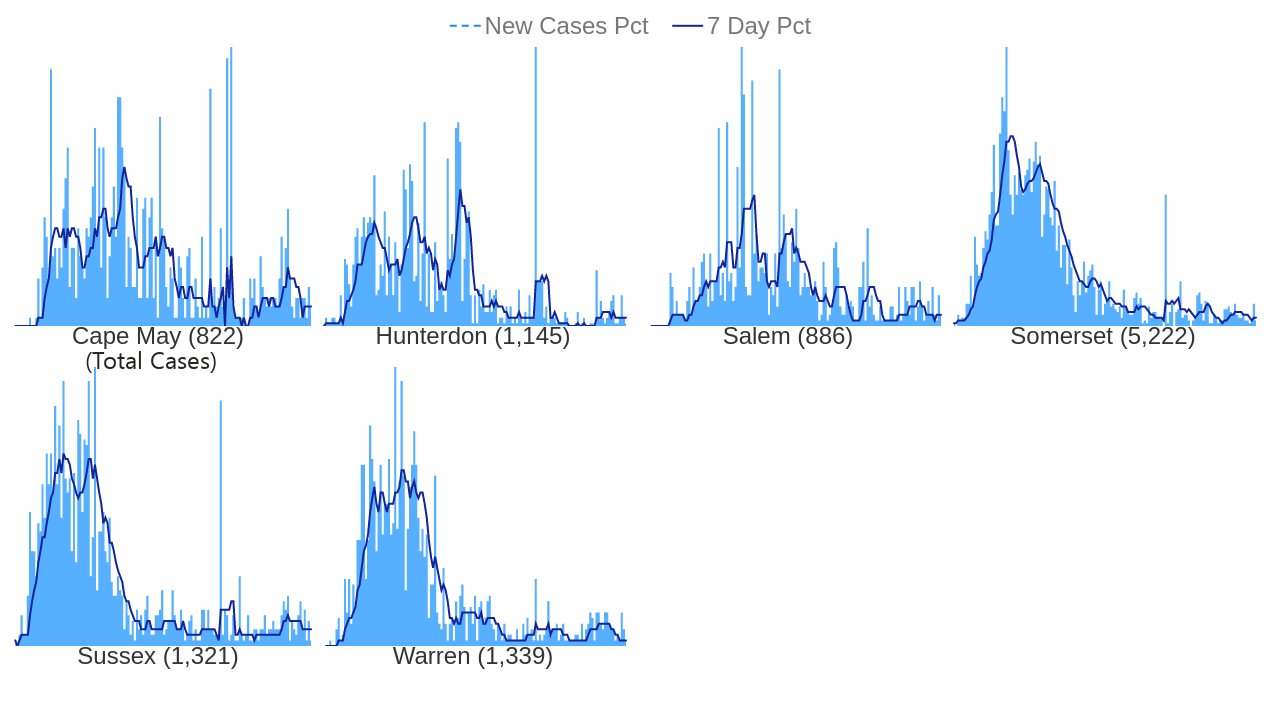 New Cases Pct 7 Day Pct
Cape May (822) Hunterdon (1,145) Salem (886) Somerset (5,222)
(Total Cases)
Sussex (1,321) Warren (1,339)